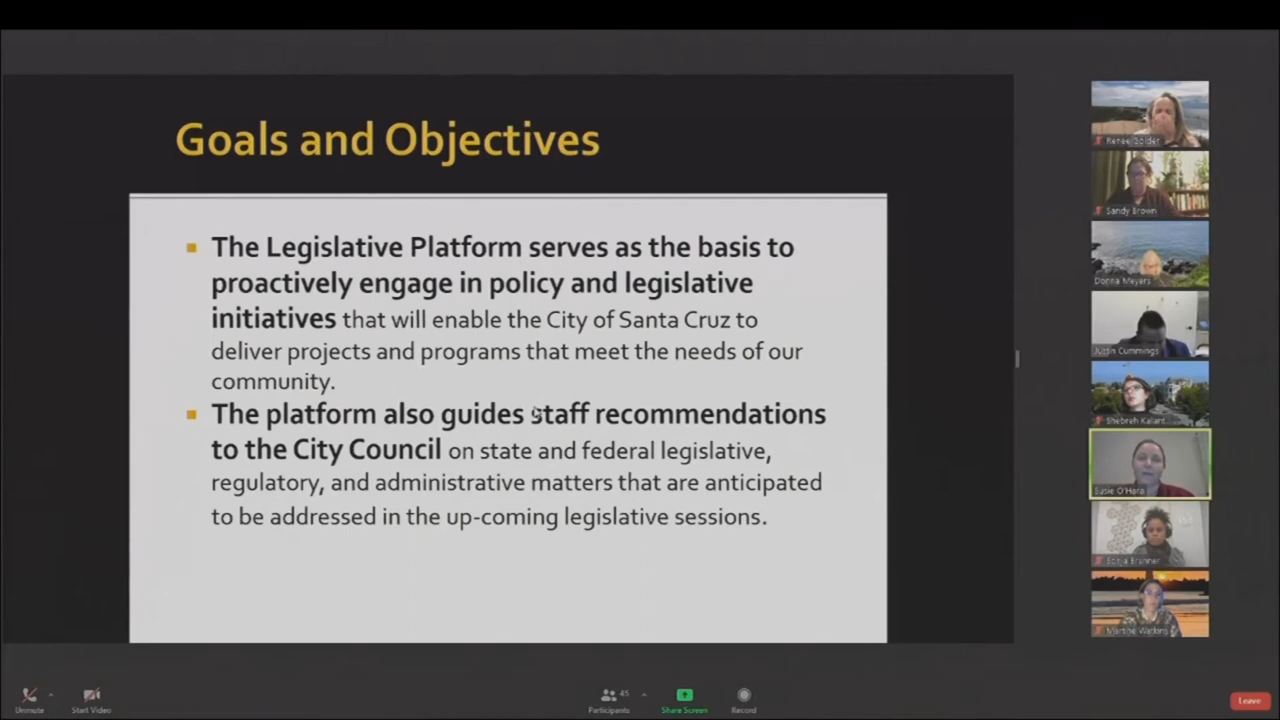 Goals and Objectives
The Legislative Platform serves as the basis to
proactively engage in policy and legislative
initiatives that will enable the City of Santa Cruz to
deliver projects and programs that meet the needs of our
community.
The platform also guides staff recommendations
to the City Council on state and federal legislative,
regulatory, and administrative matters that are anticipated
to be addressed in the up-coming legislative sessions.
Renee Golder
Sandy Brown
Donna Meyers
Justin Cummings
Shebreh Kalant
Susie O'Hara
Sonja Brunner
Martine Watkins
Unmute
Start Video
Participants
45
Share Screen
Record
Leave